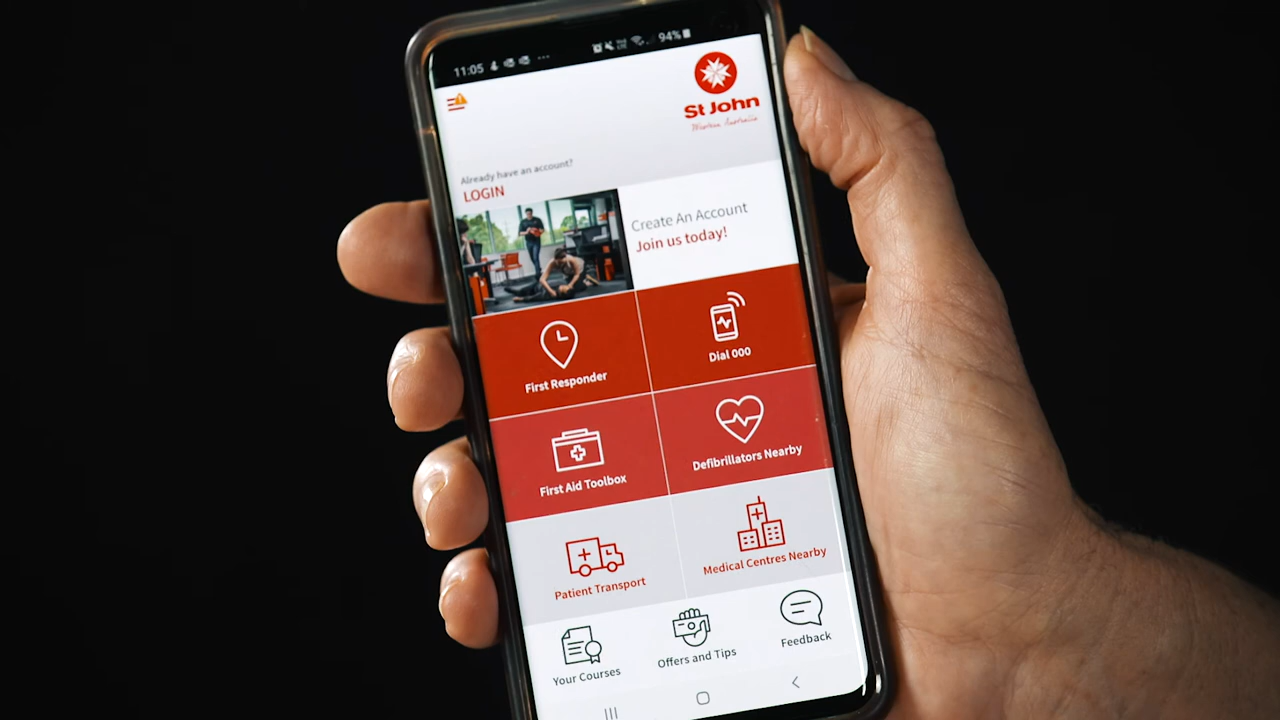 11:05
94%
St John
Western Australia
Already have an account?
LOGIN
Create An Account
Join us today!
First Responder
Dial 000
First Aid Toolbox
Defibrillators Nearby
Patient Transport
Medical Centres Nearby
Your Courses
Offers and Tips
Feedback